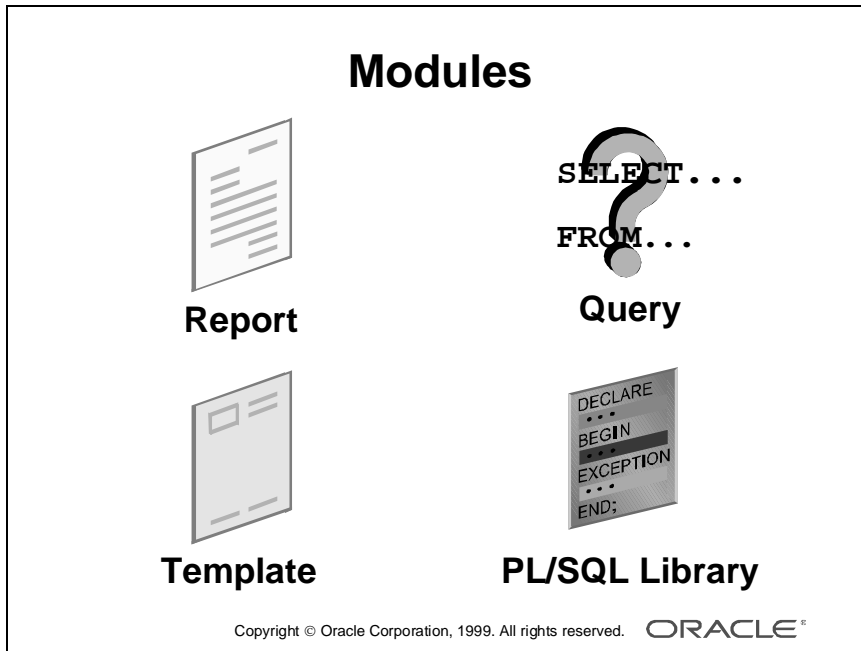 Modules
SELECT...
FROM...
Report
Query
DECLARE
•••
BEGIN
•••
EXCEPTION
•••
END;
Template
PL/SQL Library
Copyright © Oracle Corporation, 1999. All rights reserved.
ORACLE®